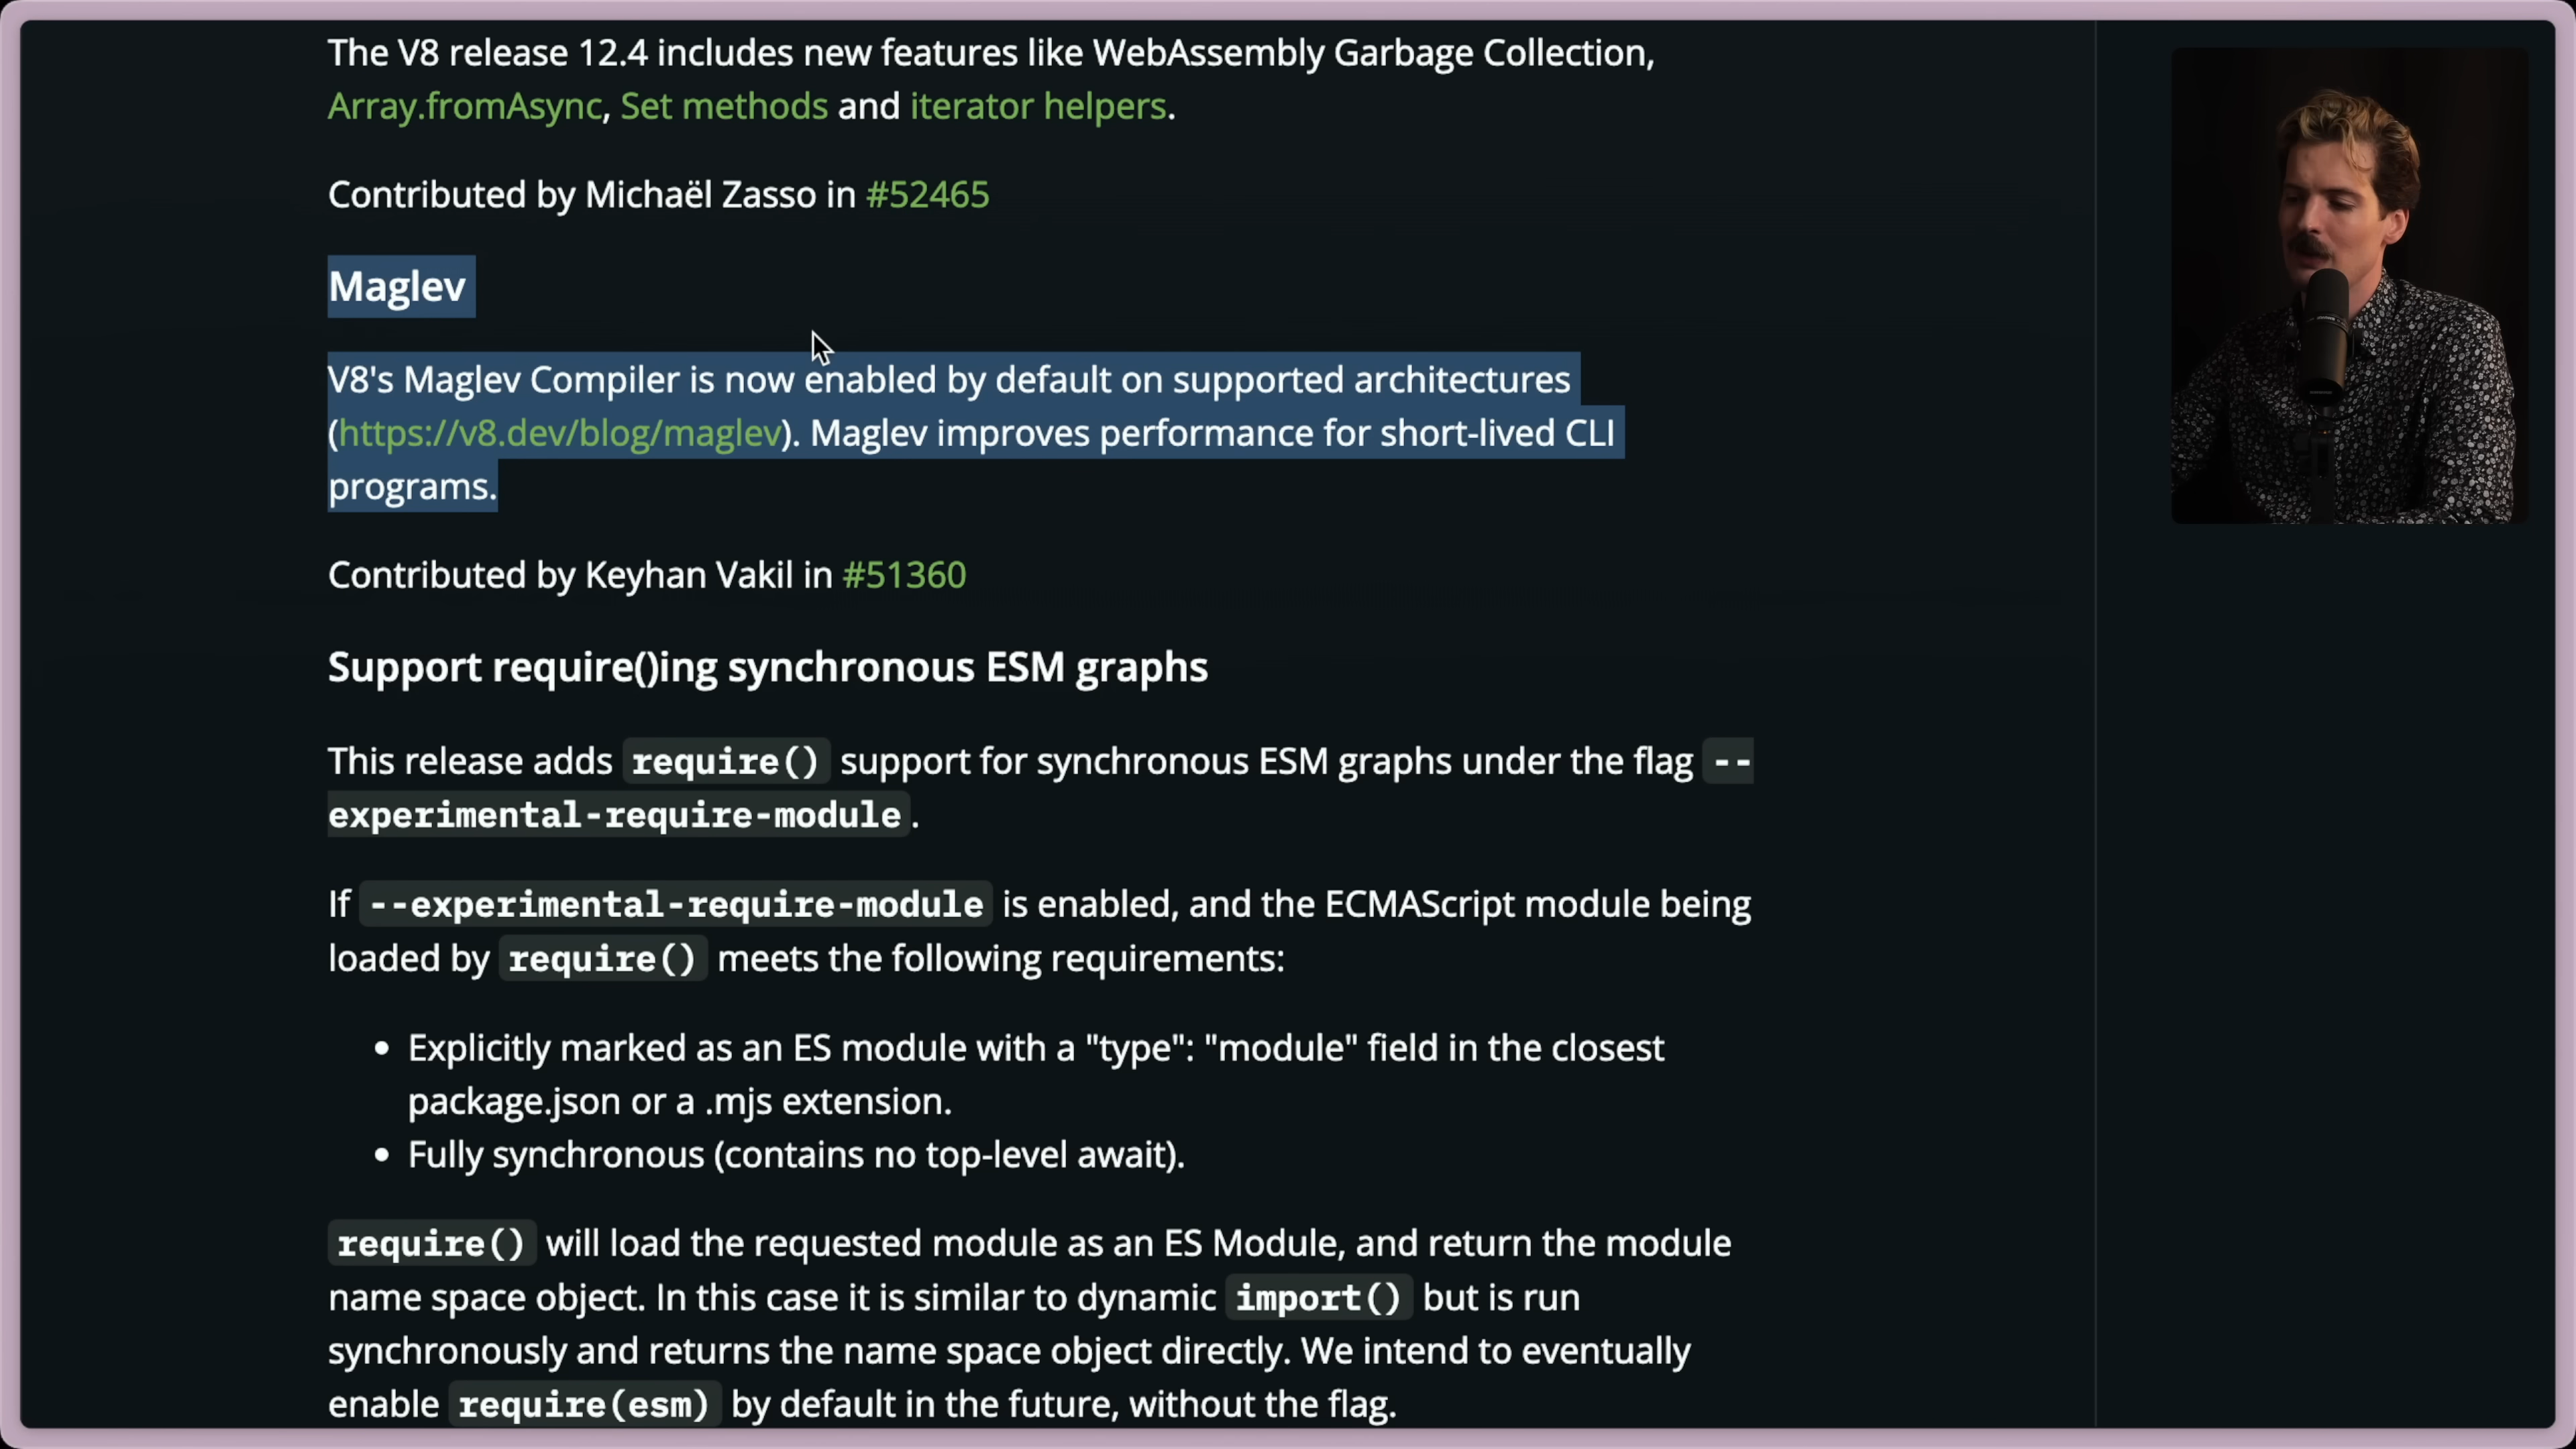 The V8 release 12.4 includes new features like WebAssembly Garbage Collection,
Array.fromAsync, Set methods and iterator helpers.
Contributed by Michaël Zasso in #52465
Maglev
V8's Maglev Compiler is now enabled by default on supported architectures
(https://v8.dev/blog/maglev). Maglev improves performance for short-lived CLI
programs.
Contributed by Keyhan Vakil in #51360
Support require()ing synchronous ESM graphs
This release adds require() support for synchronous ESM graphs under the flag --
experimental-require-module.
If --experimental-require-module is enabled, and the ECMAScript module being
loaded by require() meets the following requirements:
• Explicitly marked as an ES module with a "type": "module" field in the closest
package.json or a .mjs extension.
• Fully synchronous (contains no top-level await).
require() will load the requested module as an ES Module, and return the module
name space object. In this case it is similar to dynamic import() but is run
synchronously and returns the name space object directly. We intend to eventually
enable require(esm) by default in the future, without the flag.